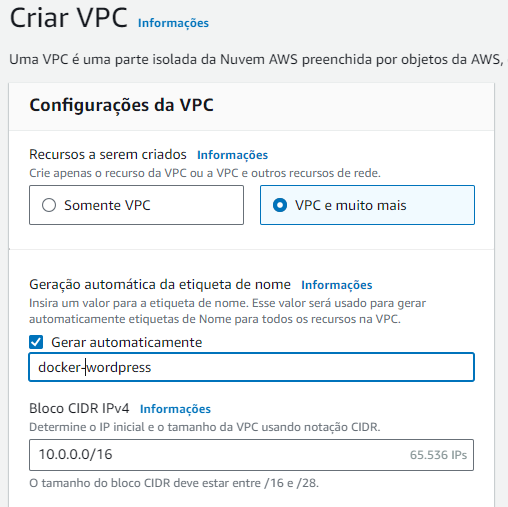 Criar VPC Informações
Uma VPC é uma parte isolada da Nuvem AWS preenchida por objetos da AWS,
Configurações da VPC
Recursos a serem criados Informações
Crie apenas o recurso da VPC ou a VPC e outros recursos de rede.
Somente VPC
VPC e muito mais
Geração automática da etiqueta de nome Informações
Insira um valor para a etiqueta de nome. Esse valor será usado para gerar
automaticamente etiquetas de Nome para todos os recursos na VPC.
Gerar automaticamente
docker-wordpress
Bloco CIDR IPv4 Informações
Determine o IP inicial e o tamanho da VPC usando notação CIDR.
10.0.0.0/16 65.536 IPs
O tamanho do bloco CIDR deve estar entre /16 e /28.